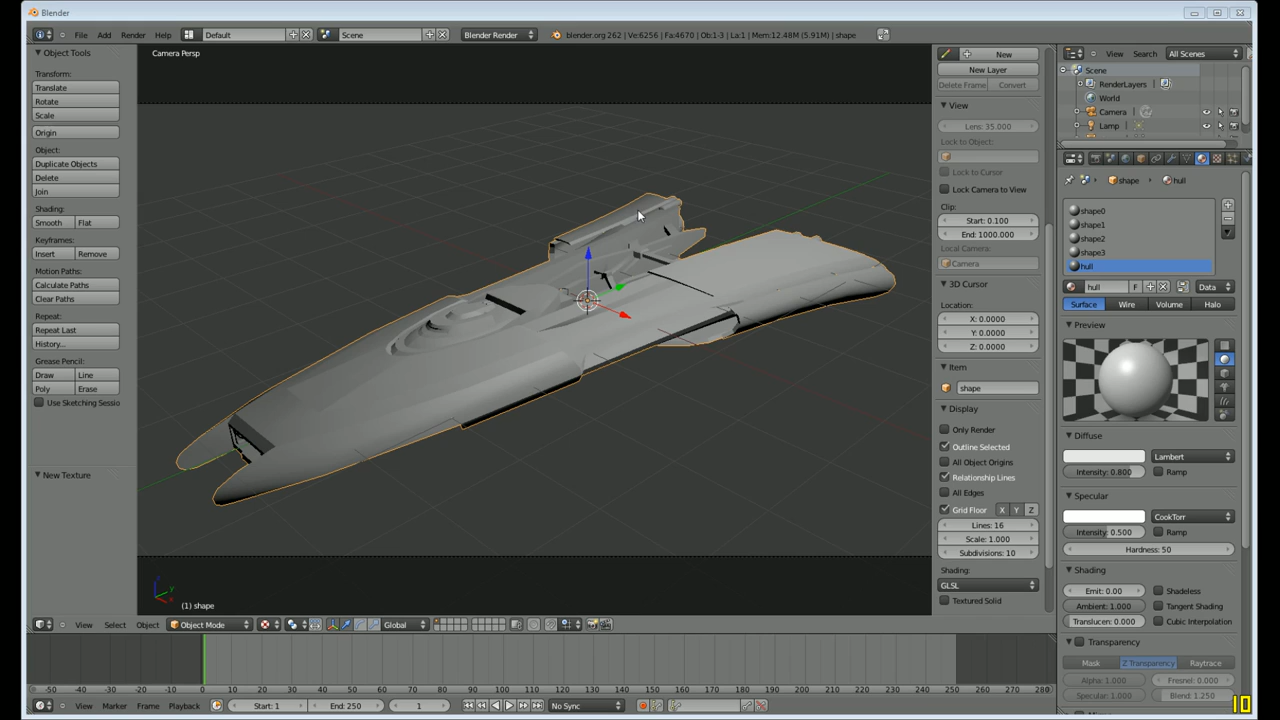 Blender
File Add Render Help Default Scene Blender Render blender.org 262 | Ve:6256 | Fa:4670 | Ob:1-3 | La:1 | Mem:12.48M (5.91M) | shape
Object Tools
Transform:
Translate
Rotate
Scale
Origin
Object:
Duplicate Objects
Delete
Join
Shading:
Smooth Flat
Keyframes:
Insert Remove
Motion Paths:
Calculate Paths
Clear Paths
Repeat:
Repeat Last
History...
Grease Pencil:
Draw Line
Poly Erase
Use Sketching Sessio
New Texture
Camera Persp
(1) shape
New
New Layer
Delete Frame Convert
View
Lens: 35.000
Lock to Object:
Lock to Cursor
Lock Camera to View
Clip:
Start: 0.100
End: 1000.000
Local Camera:
Camera
3D Cursor
Location:
X: 0.0000
Y: 0.0000
Z: 0.0000
Item
shape
Display
Only Render
Outline Selected
All Object Origins
Relationship Lines
All Edges
Grid Floor X Y Z
Lines: 16
Scale: 1.000
Subdivisions: 10
Shading:
GLSL
Textured Solid
View Search All Scenes
Scene
RenderLayers
World
Camera
Lamp
shape hull
shape0
shape1
shape2
shape3
hull
hull F Data
Surface Wire Volume Halo
Preview
Diffuse
Lambert
Intensity: 0.800 Ramp
Specular
CookTorr
Intensity: 0.500 Ramp
Hardness: 50
Shading
Emit: 0.00 Shadeless
Ambient: 1.000 Tangent Shading
Translucen: 0.000 Cubic Interpolation
Transparency
Mask Z Transparency Raytrace
Alpha: 1.000 Fresnel: 0.000
Specular: 1.000 Blend: 1.250
View Select Object Object Mode Global
-50 -40 -30 -20 -10 0 10 20 30 40 50 60 70 80 90 100 110 120 130 140 150 160 170 180 190 200 210 220 230 240 250 260 270 280
View Marker Frame Playback Start: 1 End: 250 1 No Sync
10